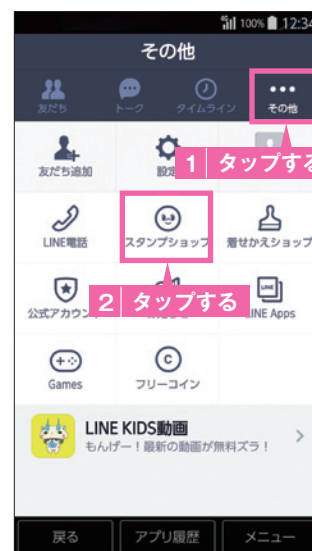 4G 100% 12:34
その他
友だち トーク タイムライン その他
1 タップする
友だち追加
LINE電話 スタンプショップ 着せかえショップ
2 タップする
公式アカウント LINE Apps
Games フリーコイン
LINE KIDS動画
もんげー！最新の動画が無料ズラ！
戻る アプリ履歴 メニュー